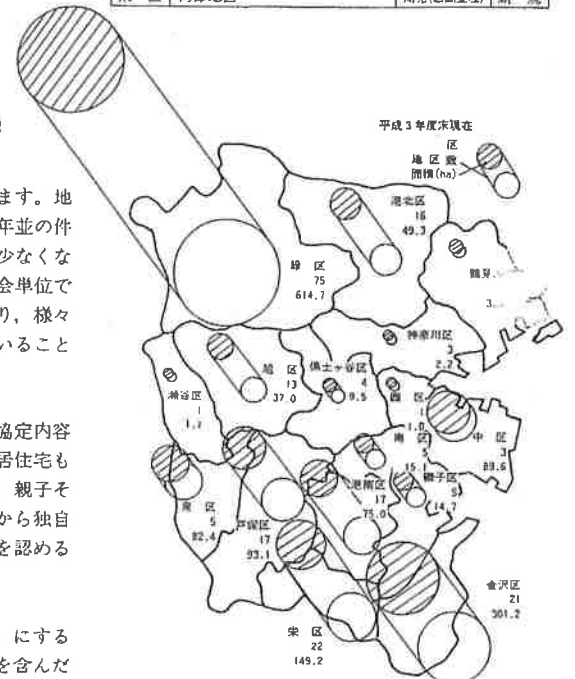 平成3年度末現在
区
地区数
面積(ha)
ます。地
年並の件
少なくな
会単位で
り，様々
いること
協定内容
居住宅も
親子そ
から独自
を認める
にする
を含んだ
港北区
16
49.3
緑区
75
614.7
鶴見
3
神奈川区
3
2.2
旭区
13
37.0
保土ヶ谷区
4
9.5
瀬谷区
1
1.7
西区
1
1.0
中区
3
89.6
南区
5
15.1
磯子区
5
14.7
港南区
17
75.0
泉区
5
82.4
戸塚区
17
93.1
栄区
22
149.2
金沢区
21
301.2